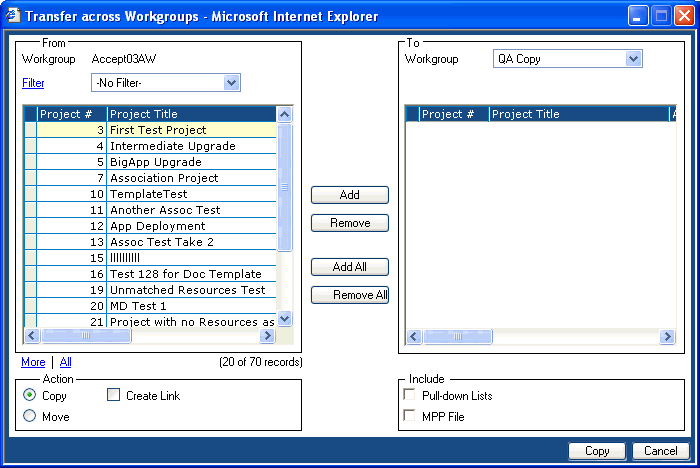 Transfer across Workgroups - Microsoft Internet Explorer
From
Workgroup Accept03AW
Filter -No Filter-
Project # Project Title
3 First Test Project
4 Intermediate Upgrade
5 BigApp Upgrade
7 Association Project
10 TemplateTest
11 Another Assoc Test
12 App Deployment
13 Assoc Test Take 2
15 llllllllll
16 Test 128 for Doc Template
19 Unmatched Resources Test
20 MD Test 1
21 Project with no Resources as
More | All (20 of 70 records)
Add
Remove
Add All
Remove All
To
Workgroup QA Copy
Project # Project Title A
Action
Copy Create Link
Move
Include
Pull-down Lists
MPP File
Copy Cancel